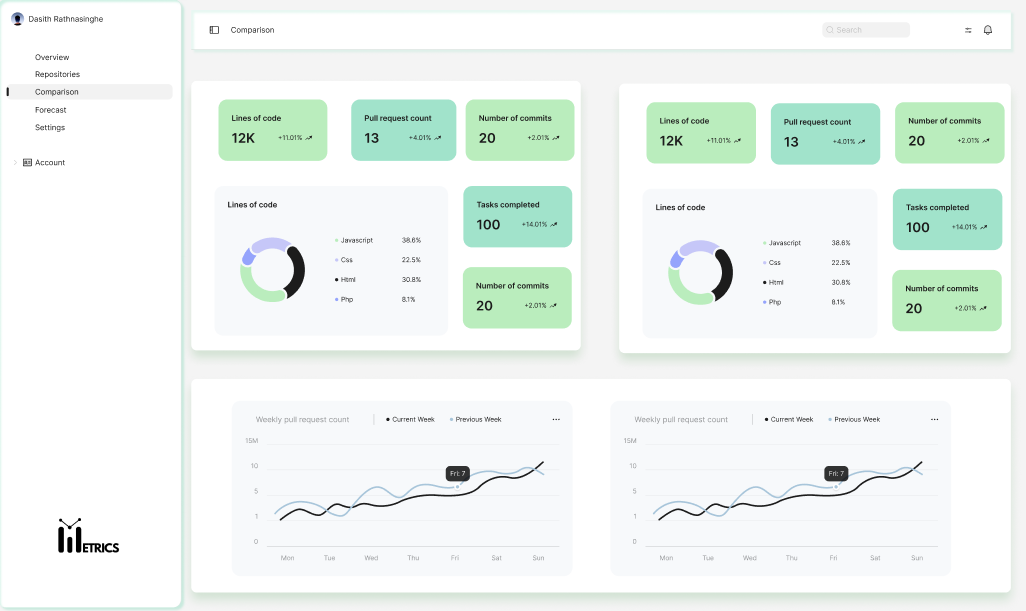 Dasith Rathnasinghe
Overview
Repositories
Comparison
Forecast
Settings
Account
METRICS
Comparison
Search
Lines of code
12K +11.01%
Pull request count
13 +4.01%
Number of commits
20 +2.01%
Lines of code
Javascript 38.6%
Css 22.5%
Html 30.8%
Php 8.1%
Tasks completed
100 +14.01%
Number of commits
20 +2.01%
Lines of code
12K +11.01%
Pull request count
13 +4.01%
Number of commits
20 +2.01%
Lines of code
Javascript 38.6%
Css 22.5%
Html 30.8%
Php 8.1%
Tasks completed
100 +14.01%
Number of commits
20 +2.01%
Weekly pull request count Current Week Previous Week
15M
10
5
1
0
Fri: 7
Mon Tue Wed Thu Fri Sat Sun
Weekly pull request count Current Week Previous Week
15M
10
5
1
0
Fri: 7
Mon Tue Wed Thu Fri Sat Sun